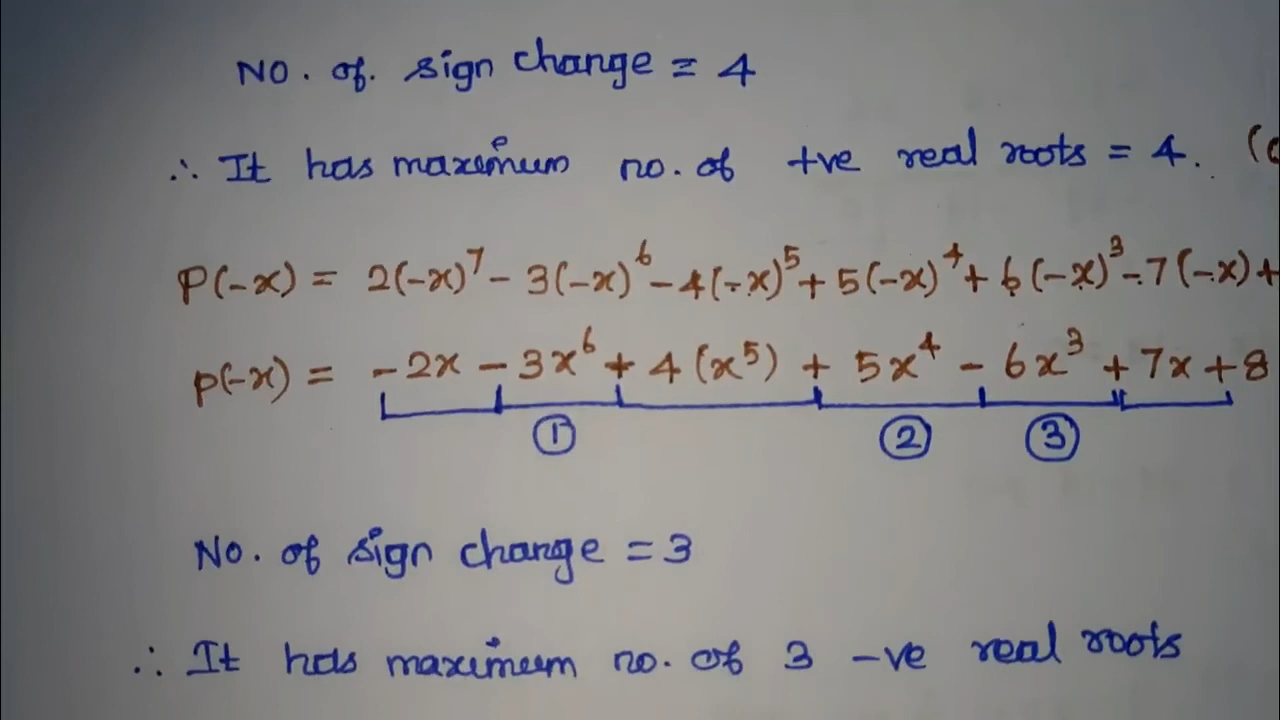 No. of. sign change = 4
∴ It has maximum no. of +ve real roots = 4. (
P(-x) = 2(-x)⁷ - 3(-x)⁶ - 4(-x)⁵ + 5(-x)⁴ + 6(-x)³ - 7(-x) +
p(-x) = -2x - 3x⁶ + 4(x⁵) + 5x⁴ - 6x³ + 7x + 8
① ② ③
No. of sign change = 3
∴ It has maximum no. of 3 -ve real roots